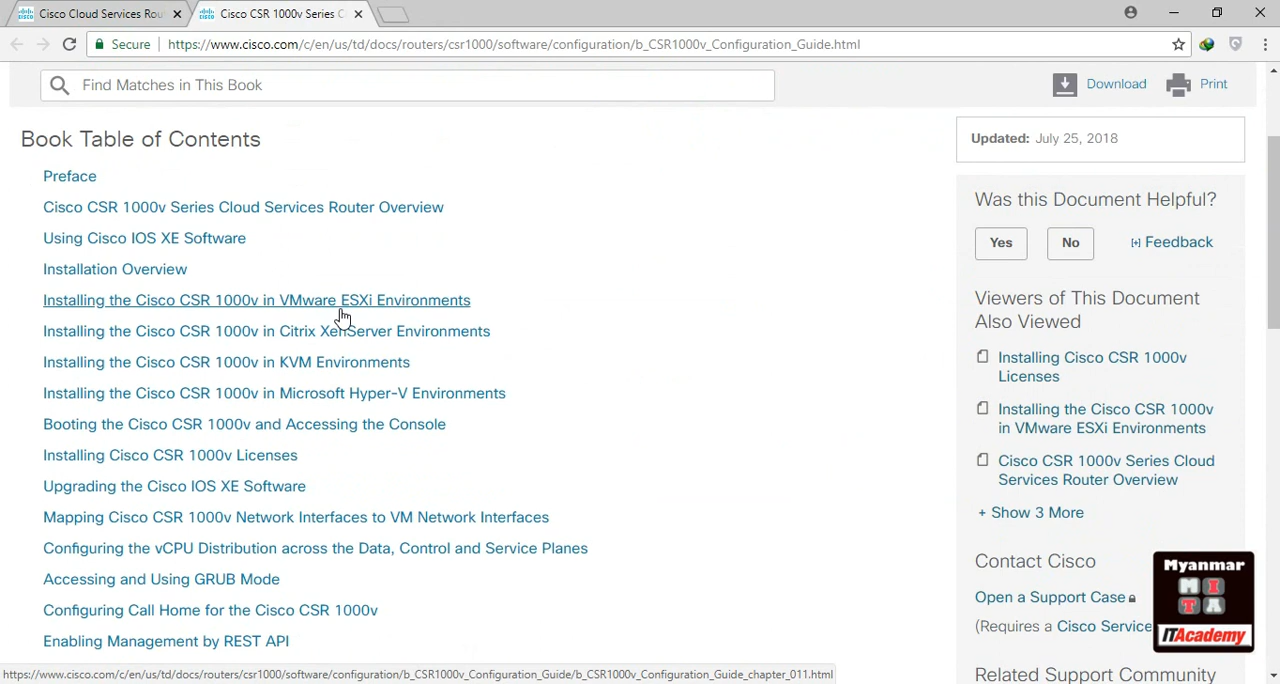 Cisco Cloud Services Rou
Cisco CSR 1000v Series C
Secure
https://www.cisco.com/c/en/us/td/docs/routers/csr1000/software/configuration/b_CSR1000v_Configuration_Guide.html
Find Matches in This Book
Download
Print
Book Table of Contents
Preface
Cisco CSR 1000v Series Cloud Services Router Overview
Using Cisco IOS XE Software
Installation Overview
Installing the Cisco CSR 1000v in VMware ESXi Environments
Installing the Cisco CSR 1000v in Citrix XenServer Environments
Installing the Cisco CSR 1000v in KVM Environments
Installing the Cisco CSR 1000v in Microsoft Hyper-V Environments
Booting the Cisco CSR 1000v and Accessing the Console
Installing Cisco CSR 1000v Licenses
Upgrading the Cisco IOS XE Software
Mapping Cisco CSR 1000v Network Interfaces to VM Network Interfaces
Configuring the vCPU Distribution across the Data, Control and Service Planes
Accessing and Using GRUB Mode
Configuring Call Home for the Cisco CSR 1000v
Enabling Management by REST API
Updated: July 25, 2018
Was this Document Helpful?
Yes
No
[+] Feedback
Viewers of This Document
Also Viewed
Installing Cisco CSR 1000v
Licenses
Installing the Cisco CSR 1000v
in VMware ESXi Environments
Cisco CSR 1000v Series Cloud
Services Router Overview
+ Show 3 More
Contact Cisco
Open a Support Case
(Requires a Cisco Service
Related Support Community
Myanmar
M I
T A
ITAcademy
https://www.cisco.com/c/en/us/td/docs/routers/csr1000/software/configuration/b_CSR1000v_Configuration_Guide/b_CSR1000v_Configuration_Guide_chapter_011.html